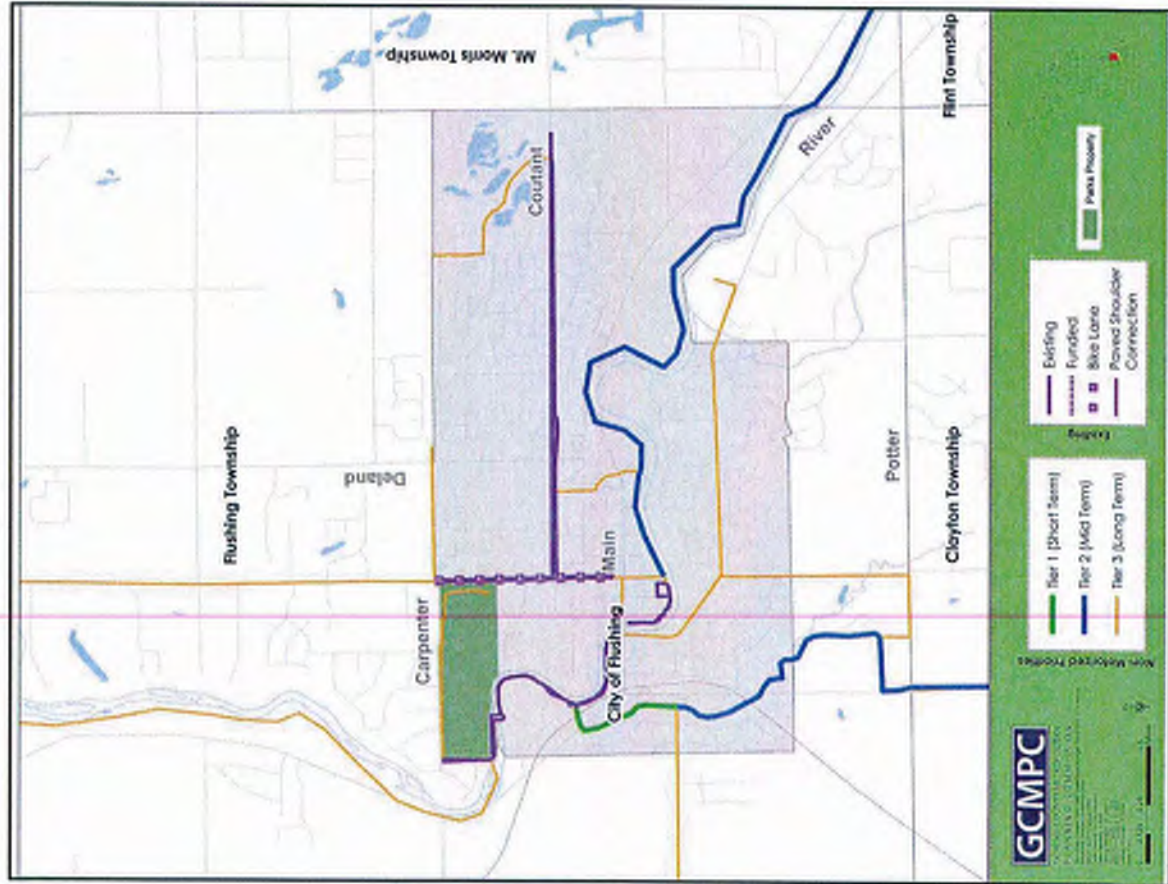 Mt. Morris Township
Flushing Township
Deland
Coutant
Carpenter
Main
City of Flushing
River
Potter
Flint Township
Clayton Township
GCMPC
Non-Motorized Priorities
Tier 1 (Short Term)
Tier 2 (Mid Term)
Tier 3 (Long Term)
Existing
Existing
Funded
Bike Lane
Paved Shoulder
Connection
Parks Property